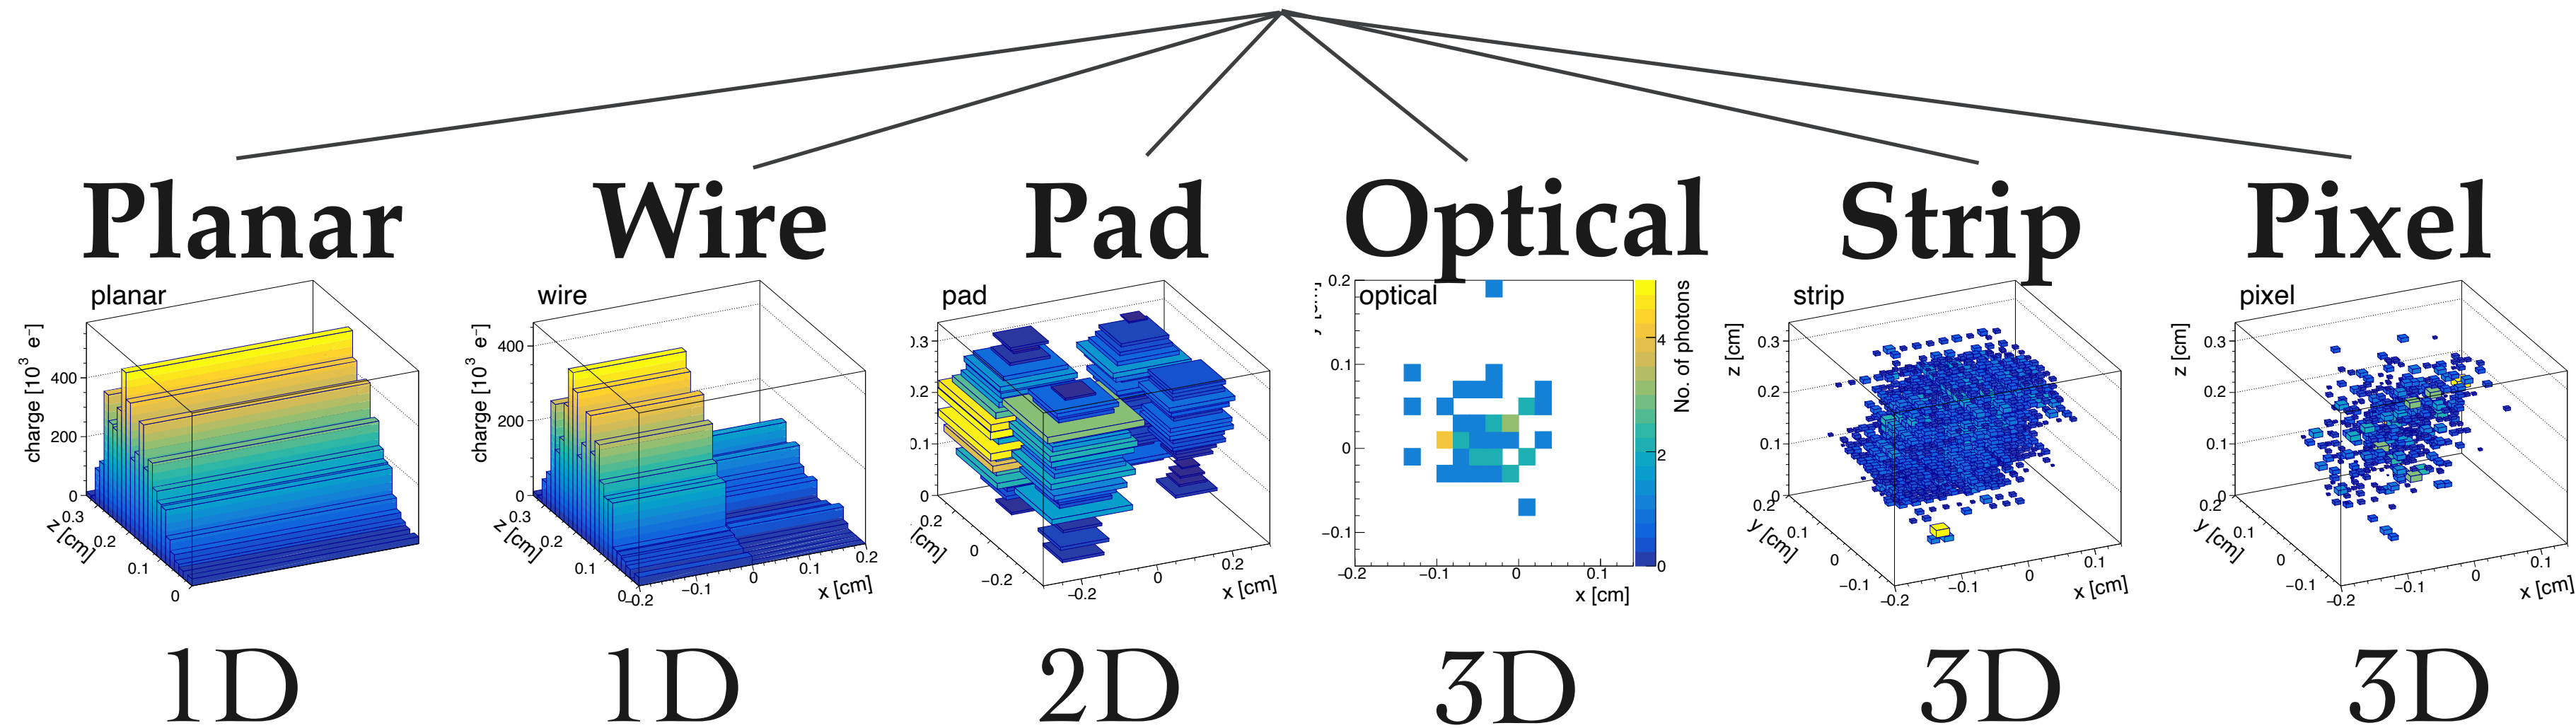 Planar
Wire
Pad
Optical
Strip
Pixel
planar
charge [10³ e⁻]
400
200
0
z [cm]
0.3
0.2
0.1
0
wire
charge [10³ e⁻]
400
200
0
z [cm]
0.3
0.2
0.1
0
−0.2
−0.1
0
0.1
0.2
x [cm]
pad
0.3
0.2
0.1
0
0.2
0
−0.2
[cm]
−0.2
0
0.2
x [cm]
optical
0.2
0.1
0
−0.1
−0.2
−0.1
0
0.1
x [cm]
No. of photons
4
2
0
strip
z [cm]
0.3
0.2
0.1
0
y [cm]
0.2
0.1
0
−0.1
−0.2
−0.1
0
0.1
x [cm]
pixel
z [cm]
0.3
0.2
0.1
0
y [cm]
0.2
0.1
0
−0.1
−0.2
−0.1
0
0.1
x [cm]
1D
1D
2D
3D
3D
3D